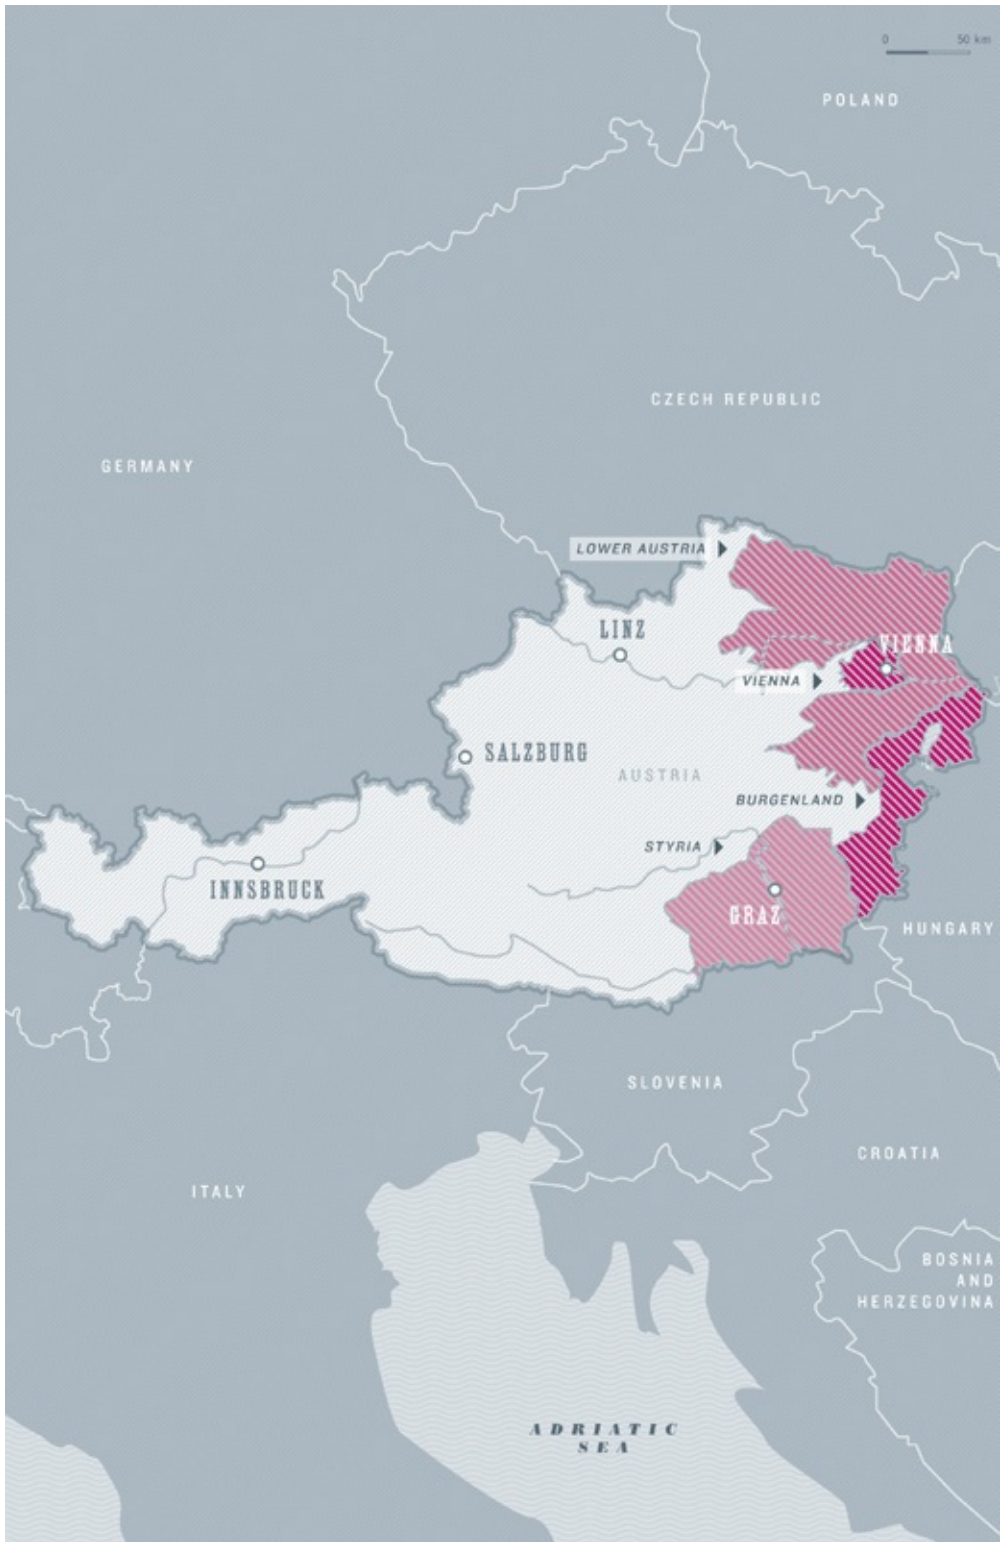 0 50 km
POLAND
CZECH REPUBLIC
GERMANY
LOWER AUSTRIA
LINZ
VIENNA
VIENNA
SALZBURG
AUSTRIA
BURGENLAND
STYRIA
INNSBRUCK
GRAZ
HUNGARY
SLOVENIA
CROATIA
ITALY
BOSNIA
AND
HERZEGOVINA
ADRIATIC
SEA